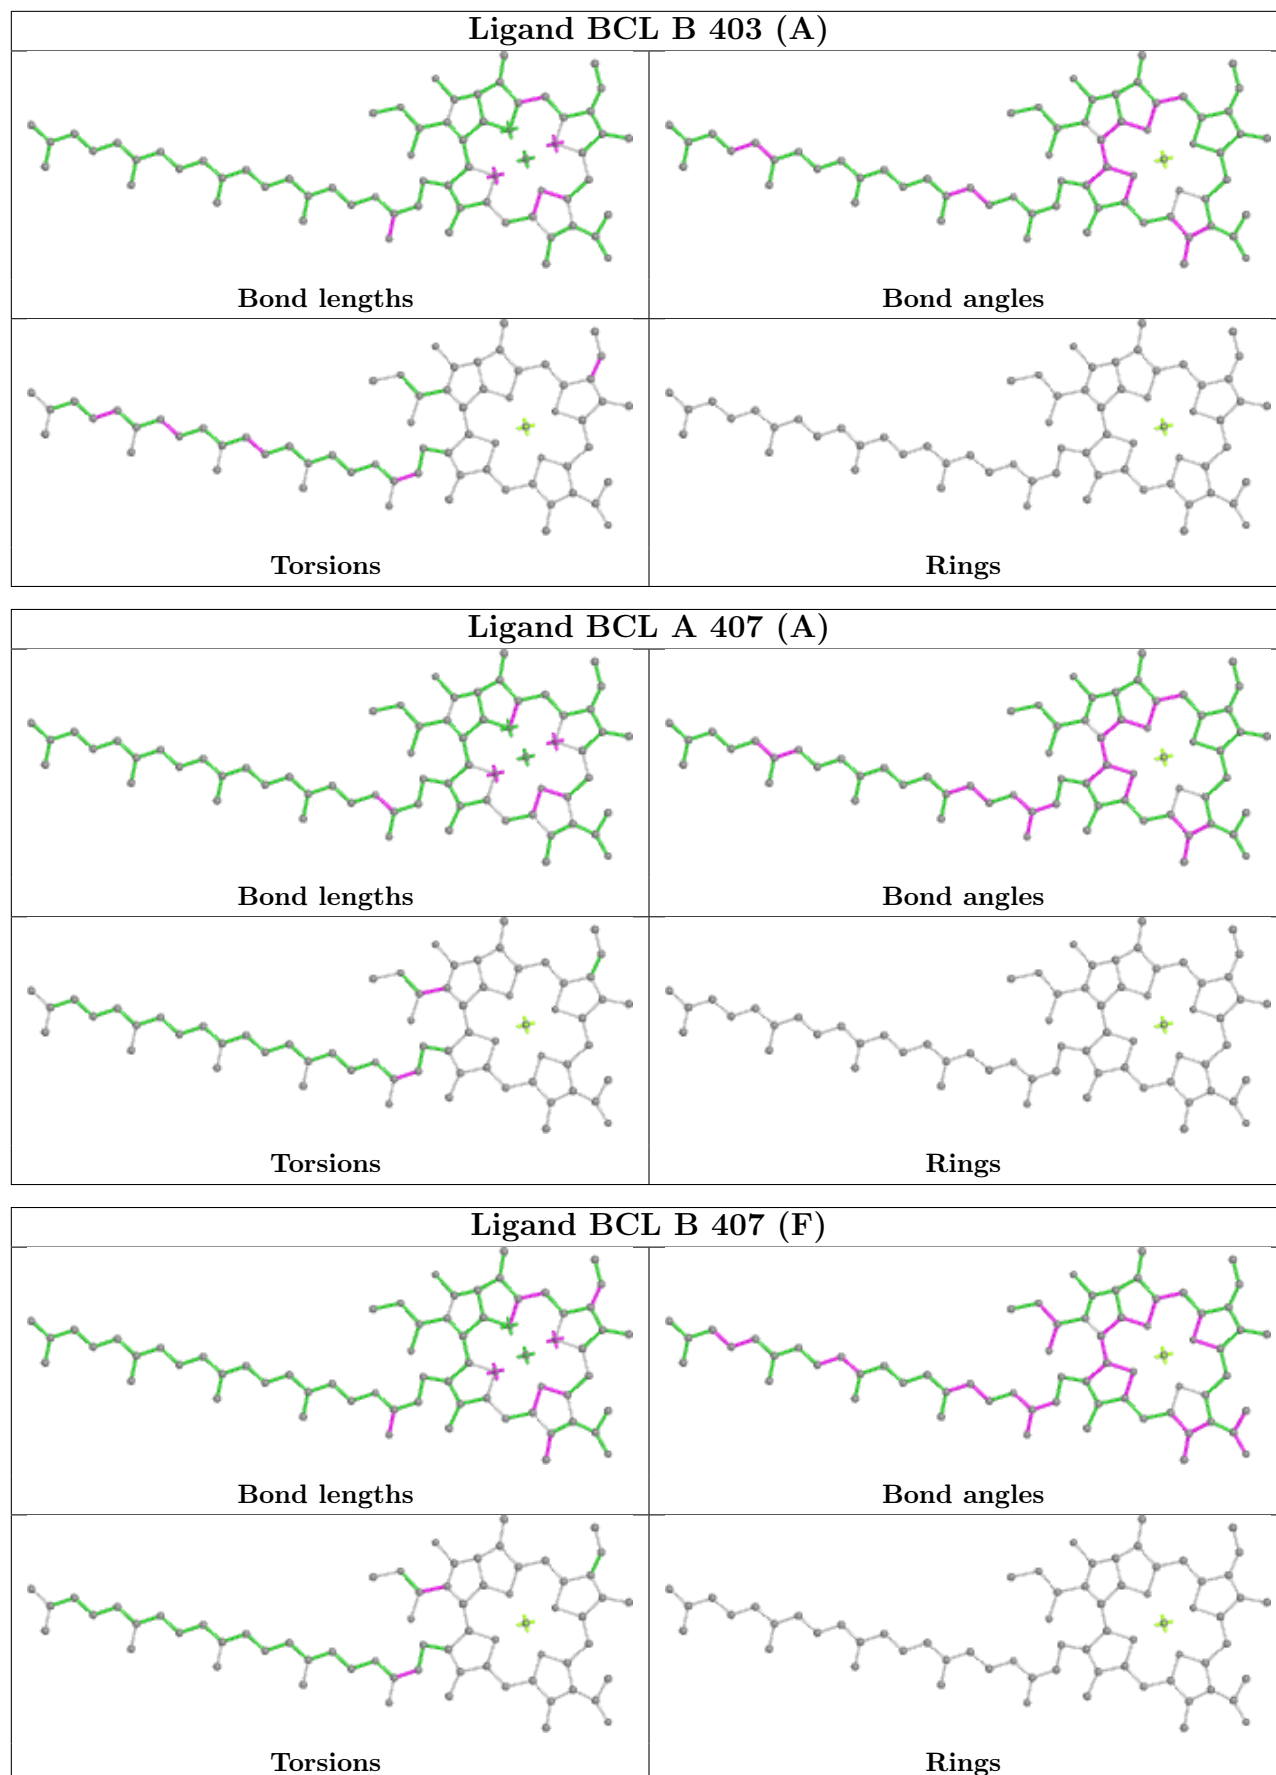 Ligand BCL B 403 (A)
Bond lengths
Bond angles
Torsions
Rings
Ligand BCL A 407 (A)
Bond lengths
Bond angles
Torsions
Rings
Ligand BCL B 407 (F)
Bond lengths
Bond angles
Torsions
Rings